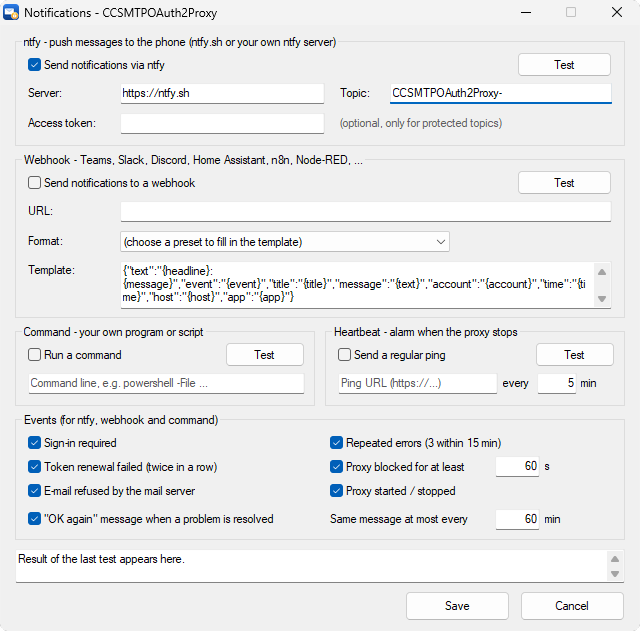 Notifications - CCSMTPOAuth2Proxy
ntfy - push messages to the phone (ntfy.sh or your own ntfy server)
Send notifications via ntfy
Test
Server:
https://ntfy.sh
Topic:
CCSMTPOAuth2Proxy-
Access token:
(optional, only for protected topics)
Webhook - Teams, Slack, Discord, Home Assistant, n8n, Node-RED, ...
Send notifications to a webhook
Test
URL:
Format:
(choose a preset to fill in the template)
Template:
{"text":"{headline}:
{message}","event":"{event}","title":"{title}","message":"{text}","account":"{account}","time":"{ti
me}","host":"{host}","app":"{app}"}
Command - your own program or script
Run a command
Test
Command line, e.g. powershell -File ...
Heartbeat - alarm when the proxy stops
Send a regular ping
Test
Ping URL (https://...)
every
5
min
Events (for ntfy, webhook and command)
Sign-in required
Repeated errors (3 within 15 min)
Token renewal failed (twice in a row)
Proxy blocked for at least
60
s
E-mail refused by the mail server
Proxy started / stopped
"OK again" message when a problem is resolved
Same message at most every
60
min
Result of the last test appears here.
Save
Cancel